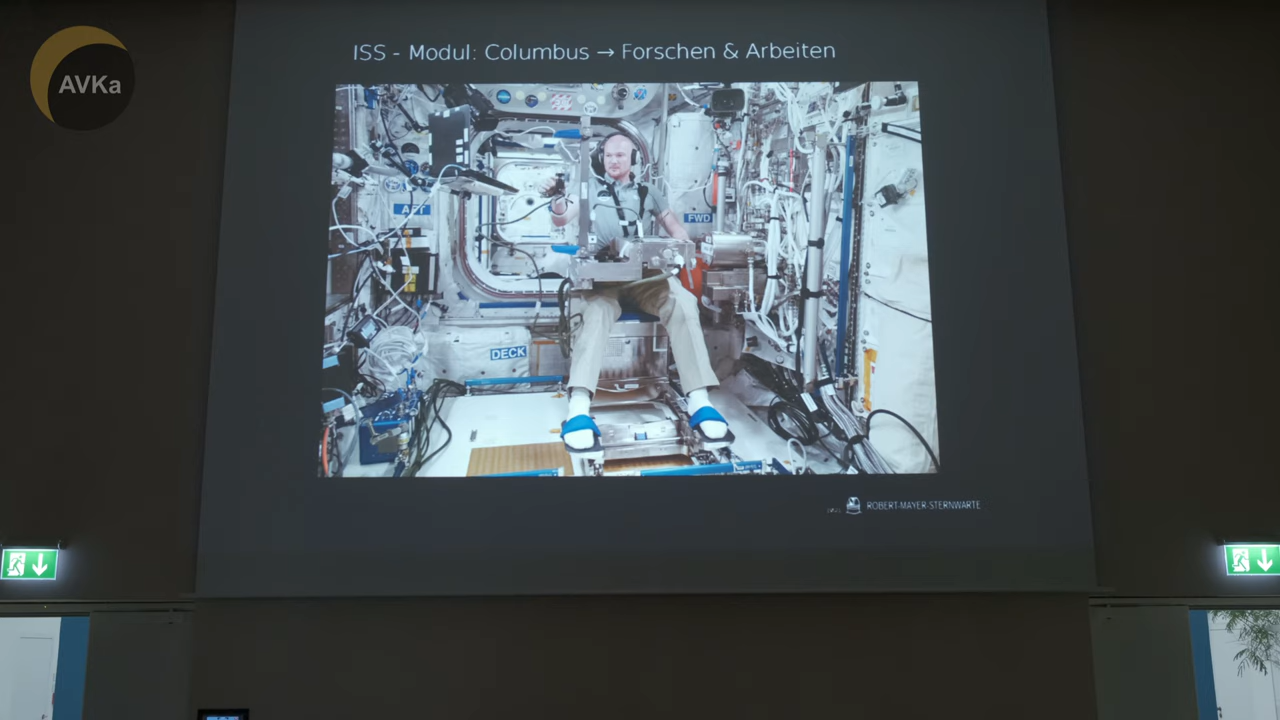 AVKa
ISS - Modul: Columbus → Forschen & Arbeiten
AFT
FWD
DECK
ROBERT-MAYER-STERNWARTE